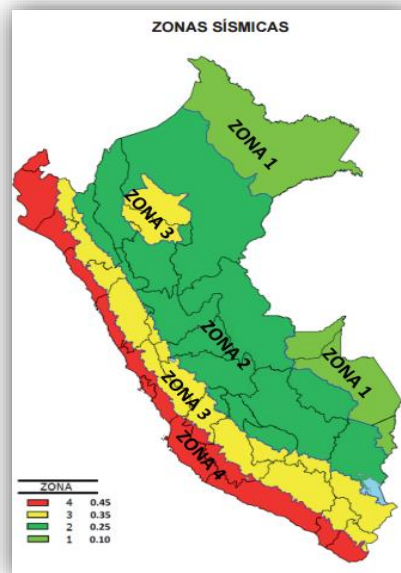 ZONAS SÍSMICAS
ZONA 1
ZONA 3
ZONA 2
ZONA 1
ZONA 3
ZONA 4
ZONA
4 0.45
3 0.35
2 0.25
1 0.10